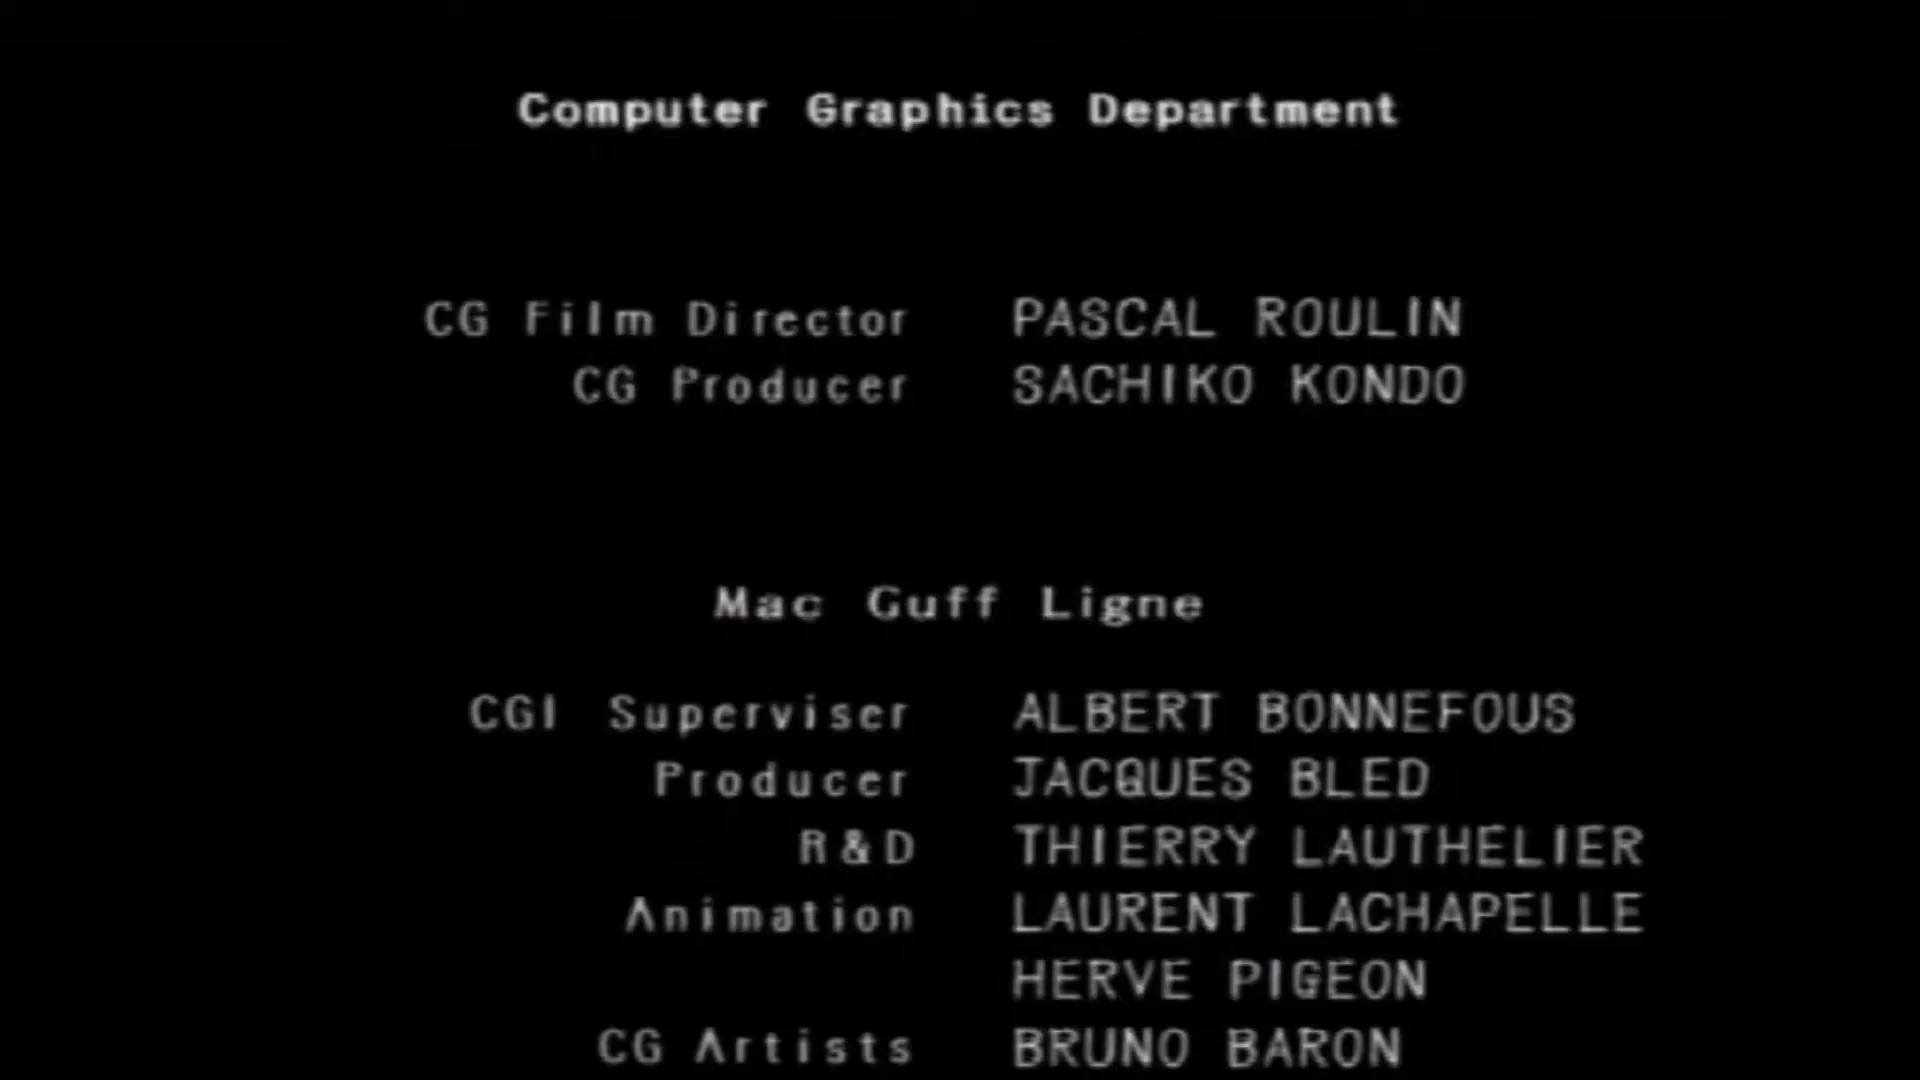 Computer Graphics Department
CG Film Director PASCAL ROULIN
CG Producer SACHIKO KONDO
Mac Guff Ligne
CGI Superviser ALBERT BONNEFOUS
Producer JACQUES BLED
R&D THIERRY LAUTHELIER
Animation LAURENT LACHAPELLE
HERVE PIGEON
CG Artists BRUNO BARON